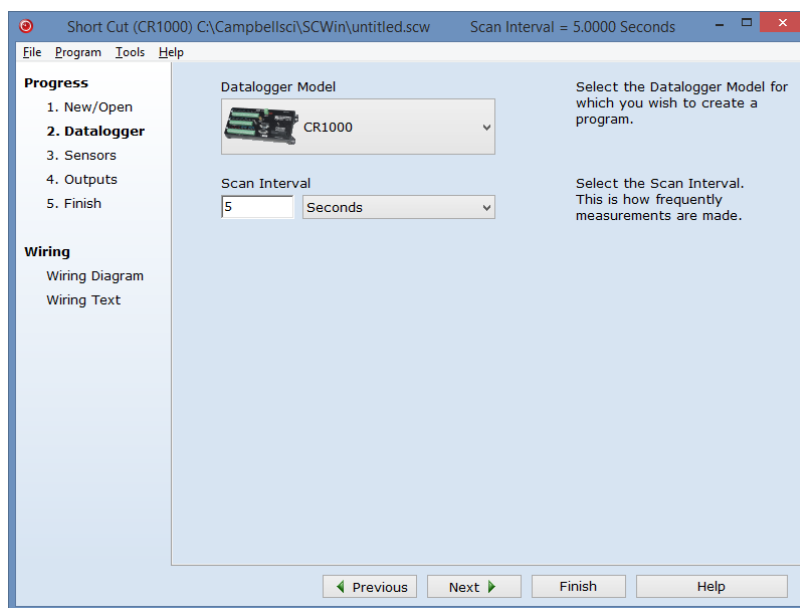 Short Cut (CR1000) C:\Campbellsci\SCWin\untitled.scw Scan Interval = 5.0000 Seconds
File Program Tools Help
Progress
1. New/Open
2. Datalogger
3. Sensors
4. Outputs
5. Finish
Wiring
Wiring Diagram
Wiring Text
Datalogger Model
CR1000
Select the Datalogger Model for
which you wish to create a
program.
Scan Interval
5 Seconds
Select the Scan Interval.
This is how frequently
measurements are made.
Previous Next Finish Help